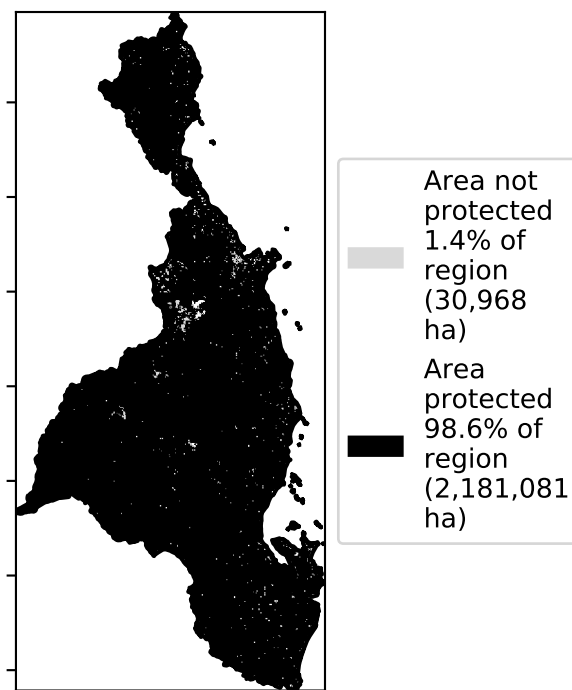 Area not
protected
1.4% of
region
(30,968
ha)
Area
protected
98.6% of
region
(2,181,081
ha)